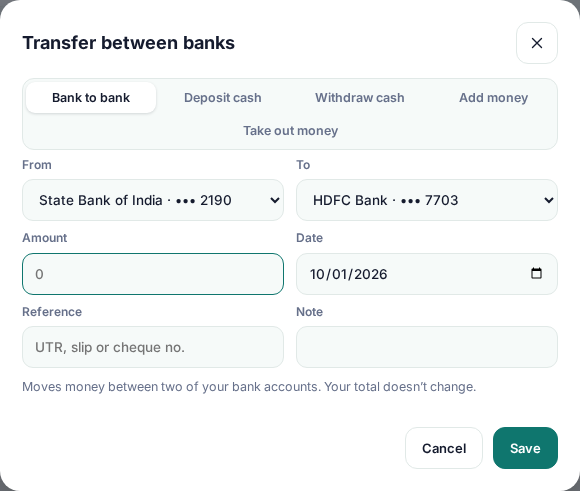 Transfer between banks
Bank to bank Deposit cash Withdraw cash Add money
Take out money
From To
State Bank of India · ••• 2190 HDFC Bank · ••• 7703
Amount Date
0 10/01/2026
Reference Note
UTR, slip or cheque no.
Moves money between two of your bank accounts. Your total doesn’t change.
Cancel Save